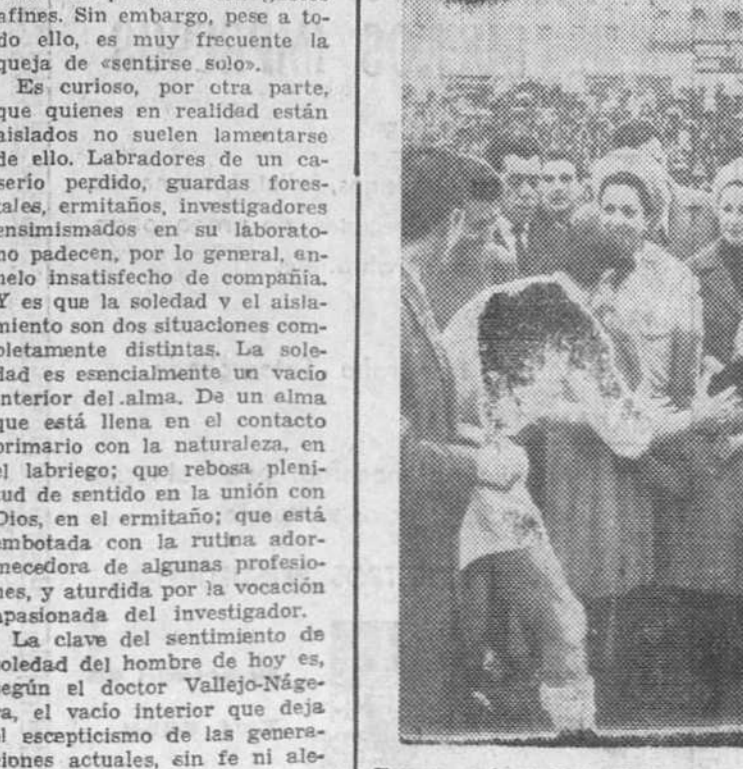 afines. Sin embargo, pese a to-
do ello, es muy frecuente la
queja de «sentirse solo».
Es curioso, por otra parte,
que quienes en realidad están
aislados no suelen lamentarse
de ello. Labradores de un ca-
serío perdido, guardas fores-
tales, ermitaños, investigadores
ensimismados en su laborato-
no padecen, por lo general, an-
helo insatisfecho de compañía.
Y es que la soledad y el aisla-
miento son dos situaciones com-
pletamente distintas. La sole-
dad es esencialmente un vacío
interior del alma. De un alma
que está llena en el contacto
primario con la naturaleza, en
el labriego; que rebosa pleni-
tud de sentido en la unión con
Dios, en el ermitaño; que está
embotada con la rutina ador-
mecedora de algunas profesio-
nes, y aturdida por la vocación
apasionada del investigador.
La clave del sentimiento de
soledad del hombre de hoy es,
según el doctor Vallejo-Náge-
ra, el vacío interior que deja
el escepticismo de las genera-
ciones actuales, sin fe ni ale-